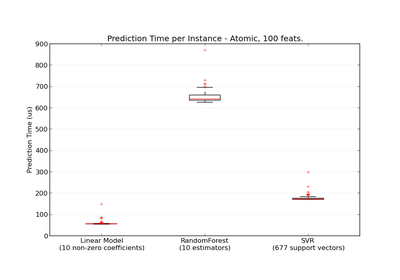 Prediction Time per Instance - Atomic, 100 feats.
900
800
700
600
500
400
300
200
100
0
Prediction Time (us)
Linear Model
(10 non-zero coefficients)
RandomForest
(10 estimators)
SVR
(677 support vectors)